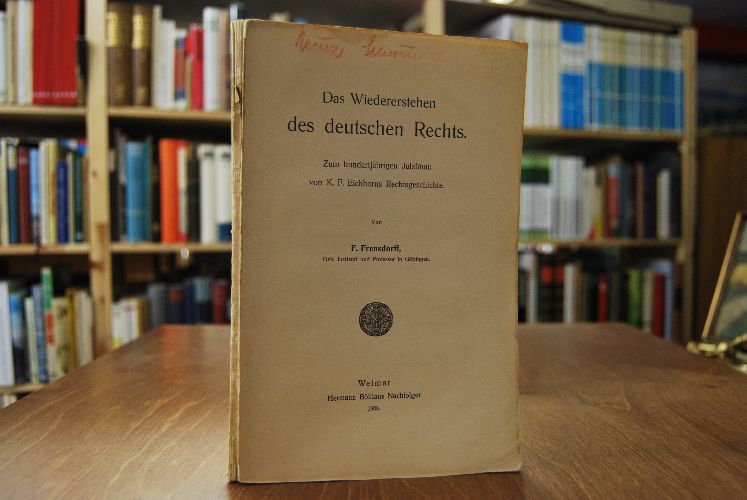 Das Wiedererstehen
des deutschen Rechts.
Zum hundertjährigen Jubiläum
von K. F. Eichhorns Rechtsgeschichte.
Von
F. Frensdorff,
Geh. Justizrat und Professor in Göttingen.
Weimar
Hermann Böhlaus Nachfolger